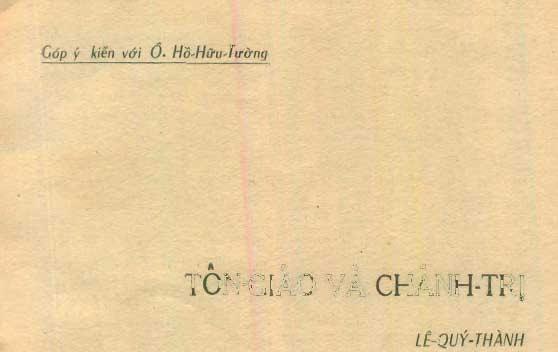 Góp ý kiến với Ô. Hồ-Hữu-Tường
TÔN-GIÁO VÀ CHÁNH-TRỊ
LÊ-QUÝ-THÀNH